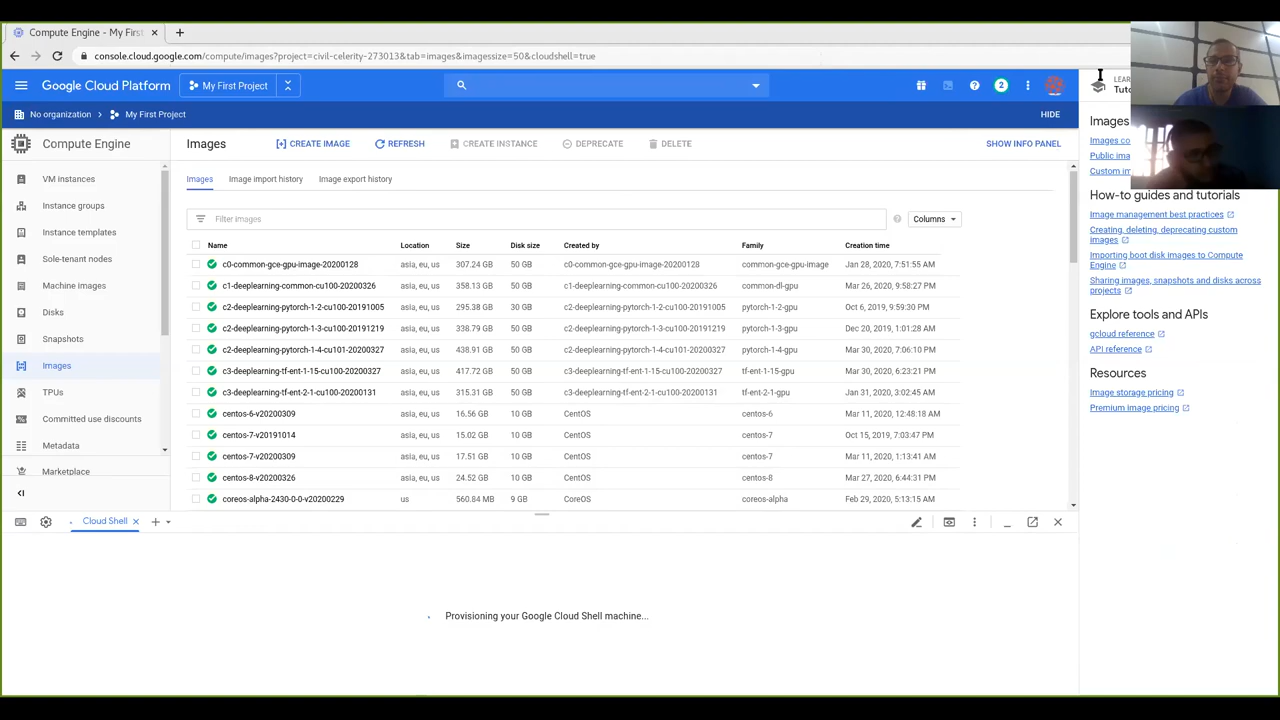 Compute Engine - My First
console.cloud.google.com/compute/images?project=civil-celerity-273013&tab=images&imagessize=50&cloudshell=true
Google Cloud Platform
My First Project
2
LEAR
Tuto
No organization
My First Project
HIDE
Compute Engine
Images
CREATE IMAGE
REFRESH
CREATE INSTANCE
DEPRECATE
DELETE
SHOW INFO PANEL
VM instances
Instance groups
Instance templates
Sole-tenant nodes
Machine images
Disks
Snapshots
Images
TPUs
Committed use discounts
Metadata
Marketplace
Images Image import history Image export history
Filter images
Columns
Name Location Size Disk size Created by Family Creation time
c0-common-gce-gpu-image-20200128 asia, eu, us 307.24 GB 50 GB c0-common-gce-gpu-image-20200128 common-gce-gpu-image Jan 28, 2020, 7:51:55 AM
c1-deeplearning-common-cu100-20200326 asia, eu, us 358.13 GB 50 GB c1-deeplearning-common-cu100-20200326 common-dl-gpu Mar 26, 2020, 9:58:27 PM
c2-deeplearning-pytorch-1-2-cu100-20191005 asia, eu, us 295.38 GB 30 GB c2-deeplearning-pytorch-1-2-cu100-20191005 pytorch-1-2-gpu Oct 6, 2019, 9:59:30 PM
c2-deeplearning-pytorch-1-3-cu100-20191219 asia, eu, us 338.79 GB 50 GB c2-deeplearning-pytorch-1-3-cu100-20191219 pytorch-1-3-gpu Dec 20, 2019, 1:01:28 AM
c2-deeplearning-pytorch-1-4-cu101-20200327 asia, eu, us 438.91 GB 50 GB c2-deeplearning-pytorch-1-4-cu101-20200327 pytorch-1-4-gpu Mar 30, 2020, 7:06:10 PM
c3-deeplearning-tf-ent-1-15-cu100-20200327 asia, eu, us 417.72 GB 50 GB c3-deeplearning-tf-ent-1-15-cu100-20200327 tf-ent-1-15-gpu Mar 30, 2020, 6:23:21 PM
c3-deeplearning-tf-ent-2-1-cu100-20200131 asia, eu, us 315.31 GB 50 GB c3-deeplearning-tf-ent-2-1-cu100-20200131 tf-ent-2-1-gpu Jan 31, 2020, 3:02:45 AM
centos-6-v20200309 asia, eu, us 16.56 GB 10 GB CentOS centos-6 Mar 11, 2020, 12:48:18 AM
centos-7-v20191014 asia, eu, us 15.02 GB 10 GB CentOS centos-7 Oct 15, 2019, 7:03:47 PM
centos-7-v20200309 asia, eu, us 17.51 GB 10 GB CentOS centos-7 Mar 11, 2020, 1:13:41 AM
centos-8-v20200326 asia, eu, us 24.52 GB 10 GB CentOS centos-8 Mar 27, 2020, 6:44:31 PM
coreos-alpha-2430-0-0-v20200229 us 560.84 MB 9 GB CoreOS coreos-alpha Feb 29, 2020, 5:13:15 AM
Images
Images co
Public ima
Custom im
How-to guides and tutorials
Image management best practices
Creating, deleting, deprecating custom
images
Importing boot disk images to Compute
Engine
Sharing images, snapshots and disks across
projects
Explore tools and APIs
gcloud reference
API reference
Resources
Image storage pricing
Premium Image pricing
Cloud Shell
Provisioning your Google Cloud Shell machine...